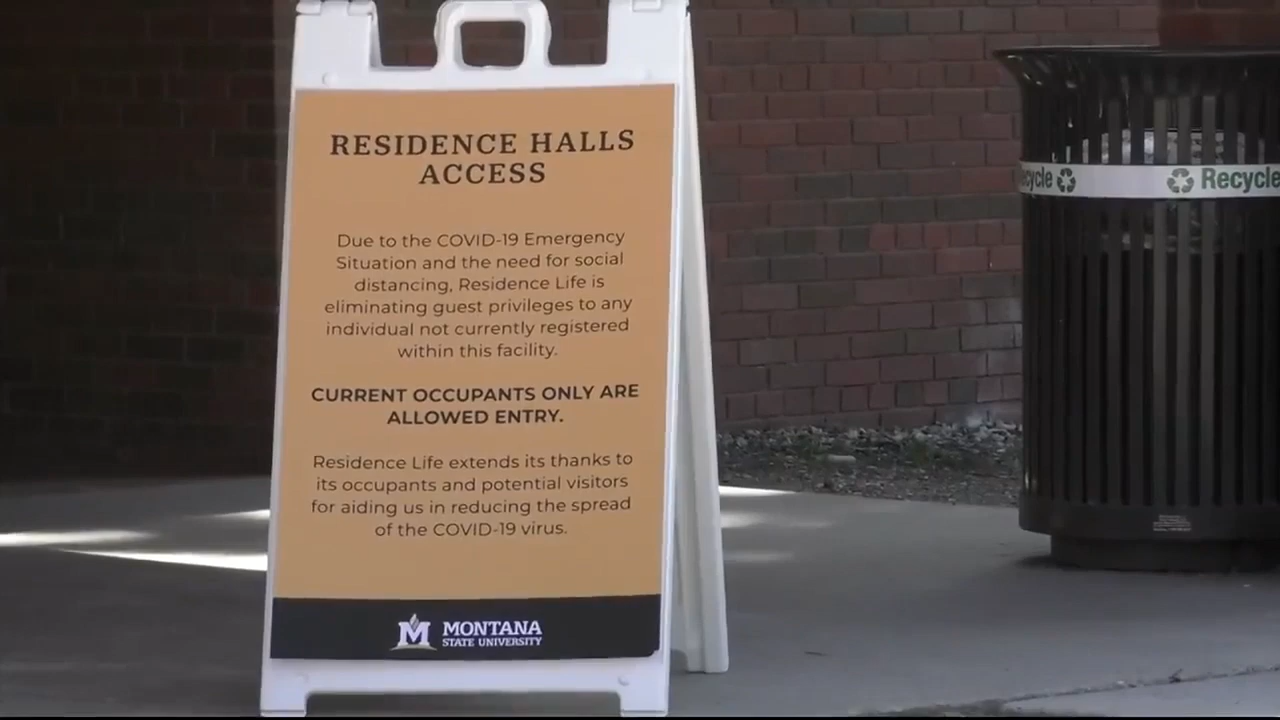 RESIDENCE HALLS
ACCESS
Due to the COVID-19 Emergency
Situation and the need for social
distancing, Residence Life is
eliminating guest privileges to any
individual not currently registered
within this facility.
CURRENT OCCUPANTS ONLY ARE
ALLOWED ENTRY.
Residence Life extends its thanks to
its occupants and potential visitors
for aiding us in reducing the spread
of the COVID-19 virus.
M MONTANA
STATE UNIVERSITY
ecycle Recycle